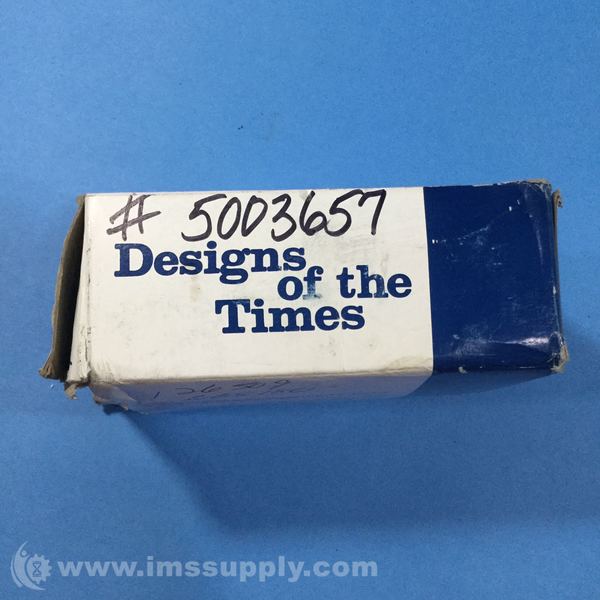 # 5003657
Designs
of the
Times
www.imssupply.com